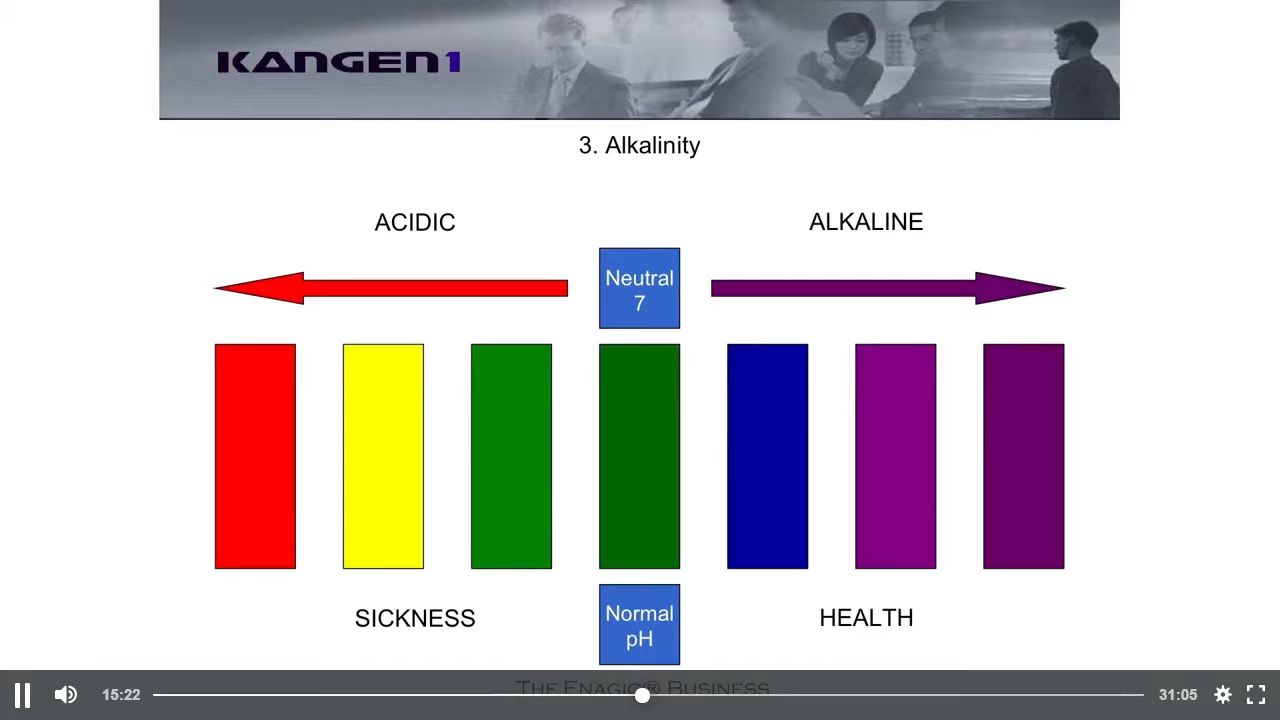 KANGEN1
3. Alkalinity
ACIDIC
ALKALINE
Neutral
7
SICKNESS
Normal
pH
HEALTH
The Enagic® Business
15:22
31:05